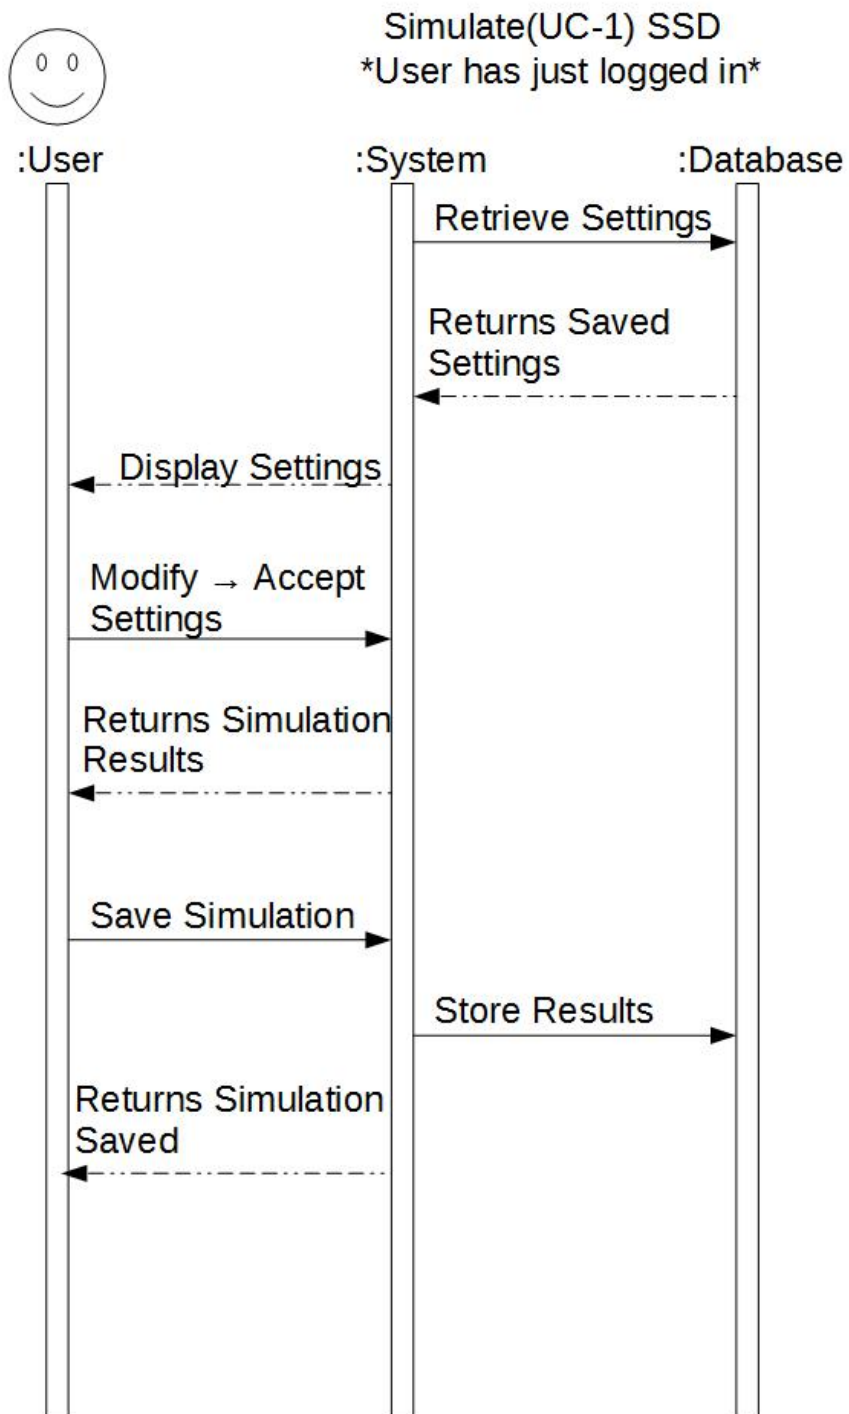 Simulate(UC-1) SSD
*User has just logged in*
:User
:System
:Database
Retrieve Settings
Returns Saved
Settings
Display Settings
Modify → Accept
Settings
Returns Simulation
Results
Save Simulation
Store Results
Returns Simulation
Saved